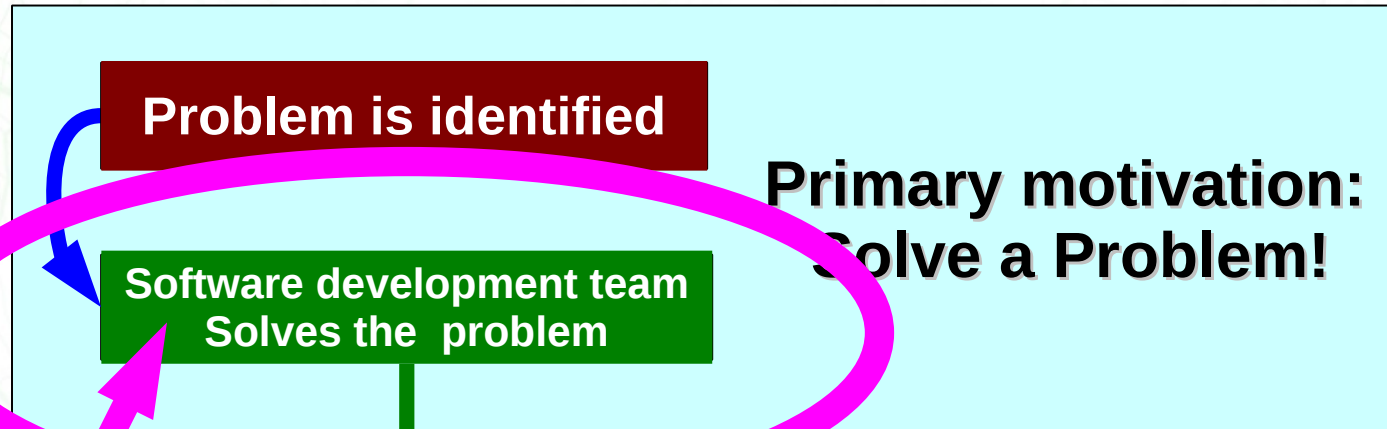 Problem is identified
Primary motivation:
Solve a Problem!
Software development team
Solves the  problem